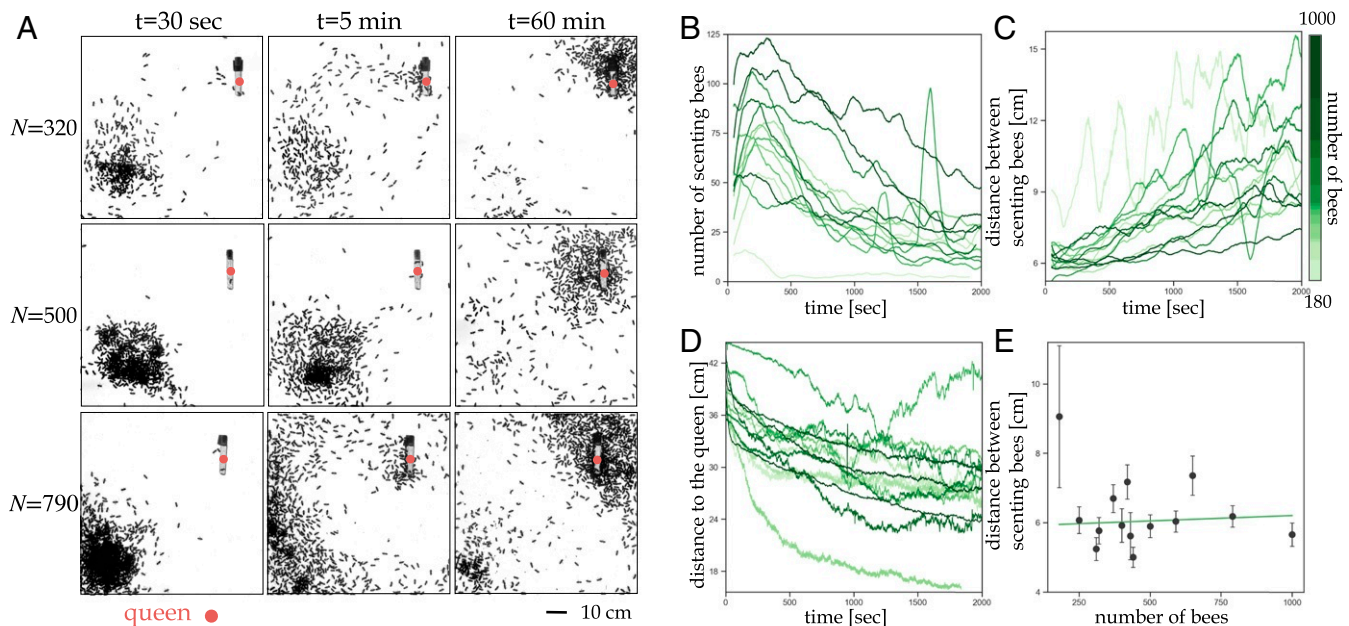 A
t=30 sec
t=5 min
t=60 min
N=320
N=500
N=790
queen
10 cm
B
number of scenting bees
125
100
75
50
25
0
0
500
1000
1500
2000
time [sec]
C
distance between
scenting bees [cm]
15
12
9
6
0
500
1000
1500
2000
time [sec]
1000
number of bees
180
D
distance to the queen [cm]
42
36
30
24
18
0
500
1000
1500
2000
time [sec]
E
distance between
scenting bees [cm]
10
8
6
4
250
500
750
1000
number of bees